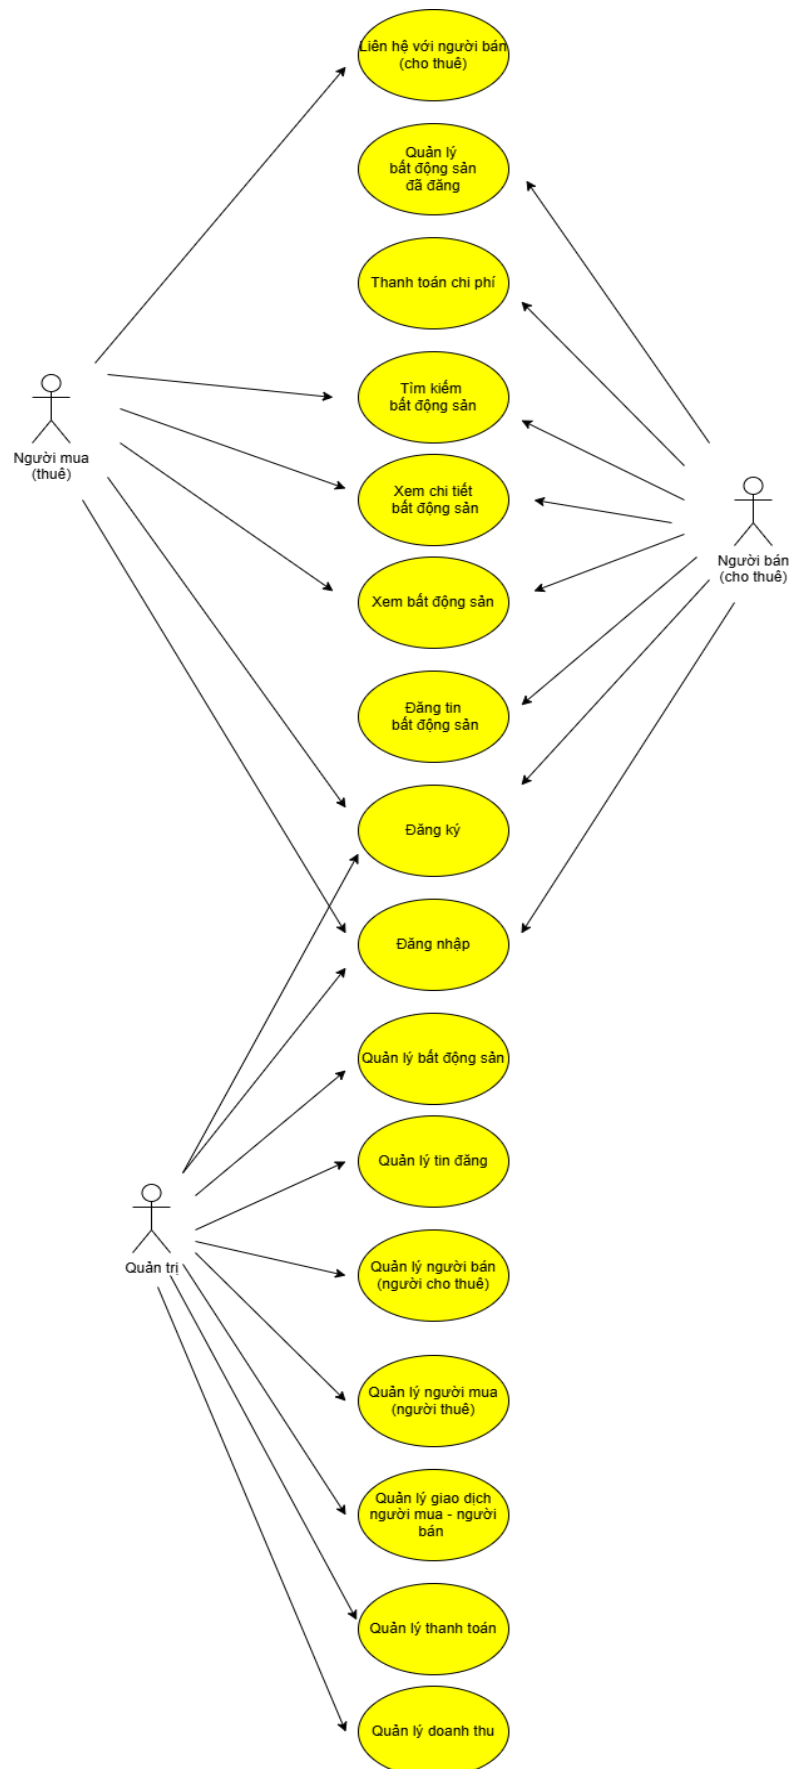 Liên hệ với người bán
(cho thuê)
Quản lý
bất động sản
đã đăng
Thanh toán chi phí
Tìm kiếm
bất động sản
Người mua
(thuê)
Xem chi tiết
bất động sản
Người bán
(cho thuê)
Xem bất động sản
Đăng tin
bất động sản
Đăng ký
Đăng nhập
Quản lý bất động sản
Quản lý tin đăng
Quản trị
Quản lý người bán
(người cho thuê)
Quản lý người mua
(người thuê)
Quản lý giao dịch
người mua - người
bán
Quản lý thanh toán
Quản lý doanh thu